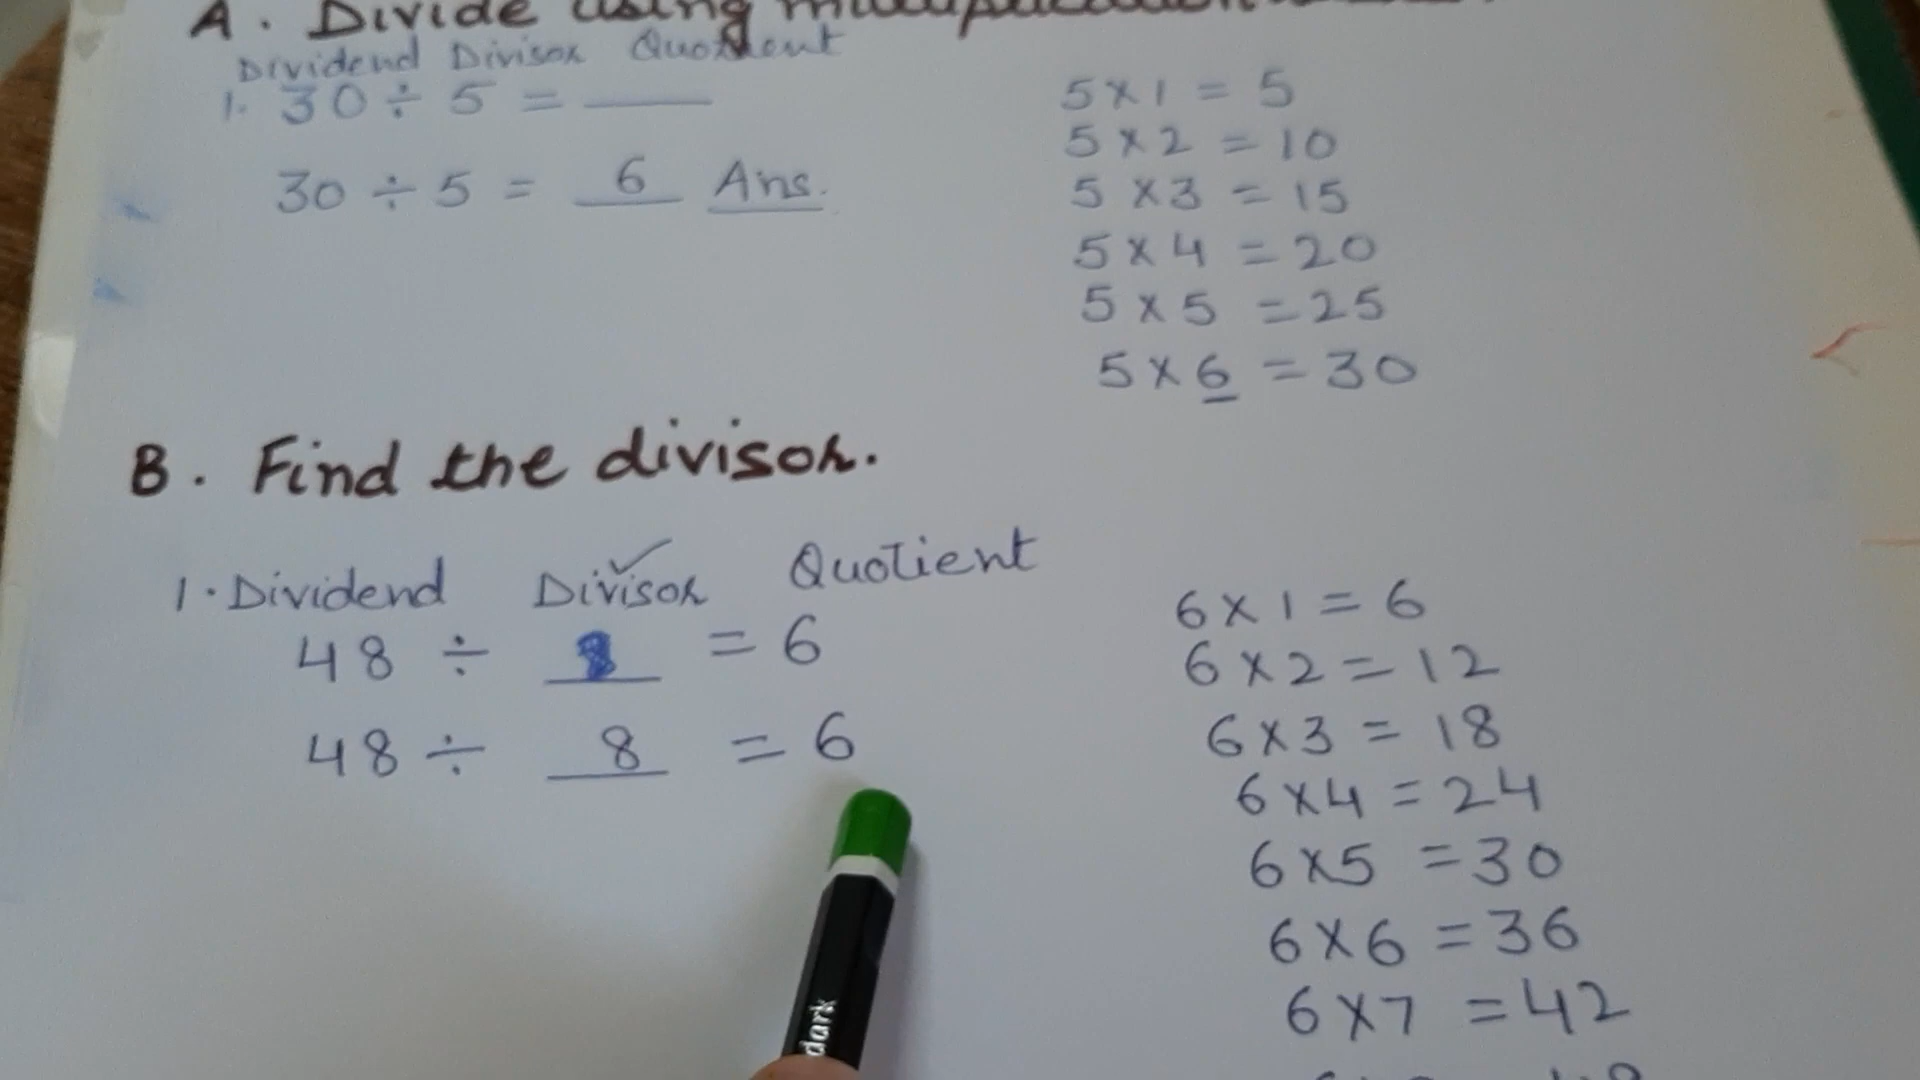 A. Divide using multiplication
Dividend Divisor Quotient
1. 30 ÷ 5 = ____
30 ÷ 5 = 6 Ans.
5 x 1 = 5
5 x 2 = 10
5 x 3 = 15
5 x 4 = 20
5 x 5 = 25
5 x 6 = 30
B. Find the divisor.
1. Dividend Divisor Quotient
48 ÷ 8 = 6
48 ÷ 8 = 6
6 x 1 = 6
6 x 2 = 12
6 x 3 = 18
6 x 4 = 24
6 x 5 = 30
6 x 6 = 36
6 x 7 = 42
dark